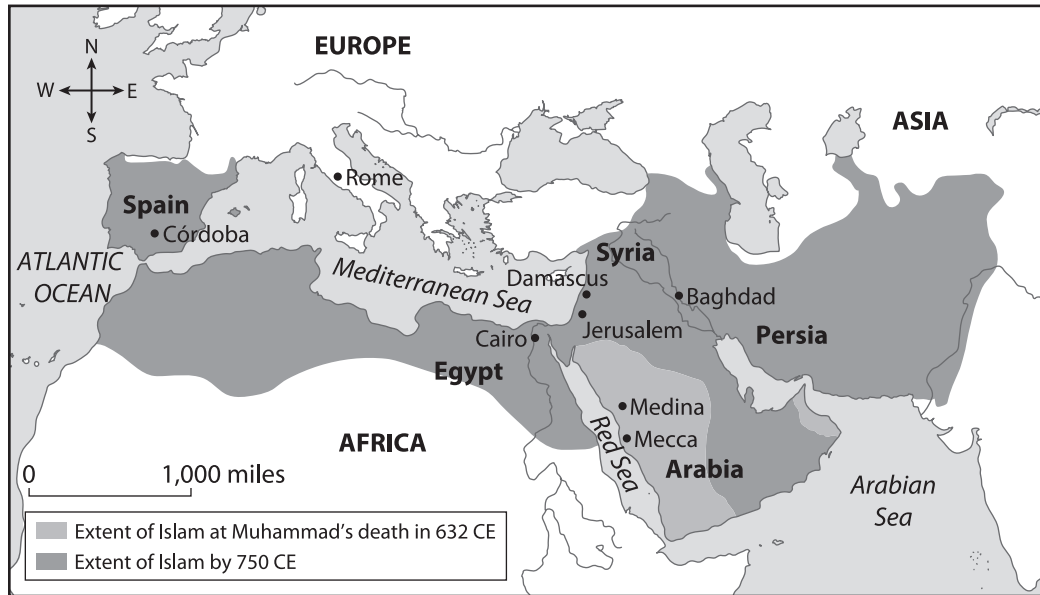 N
W E
S
EUROPE
ASIA
Rome
Spain
Córdoba
ATLANTIC
OCEAN
Mediterranean Sea
Syria
Damascus
Baghdad
Jerusalem
Cairo
Persia
Egypt
Medina
Mecca
AFRICA
Red Sea
Arabia
Arabian
Sea
0 1,000 miles
Extent of Islam at Muhammad's death in 632 CE
Extent of Islam by 750 CE